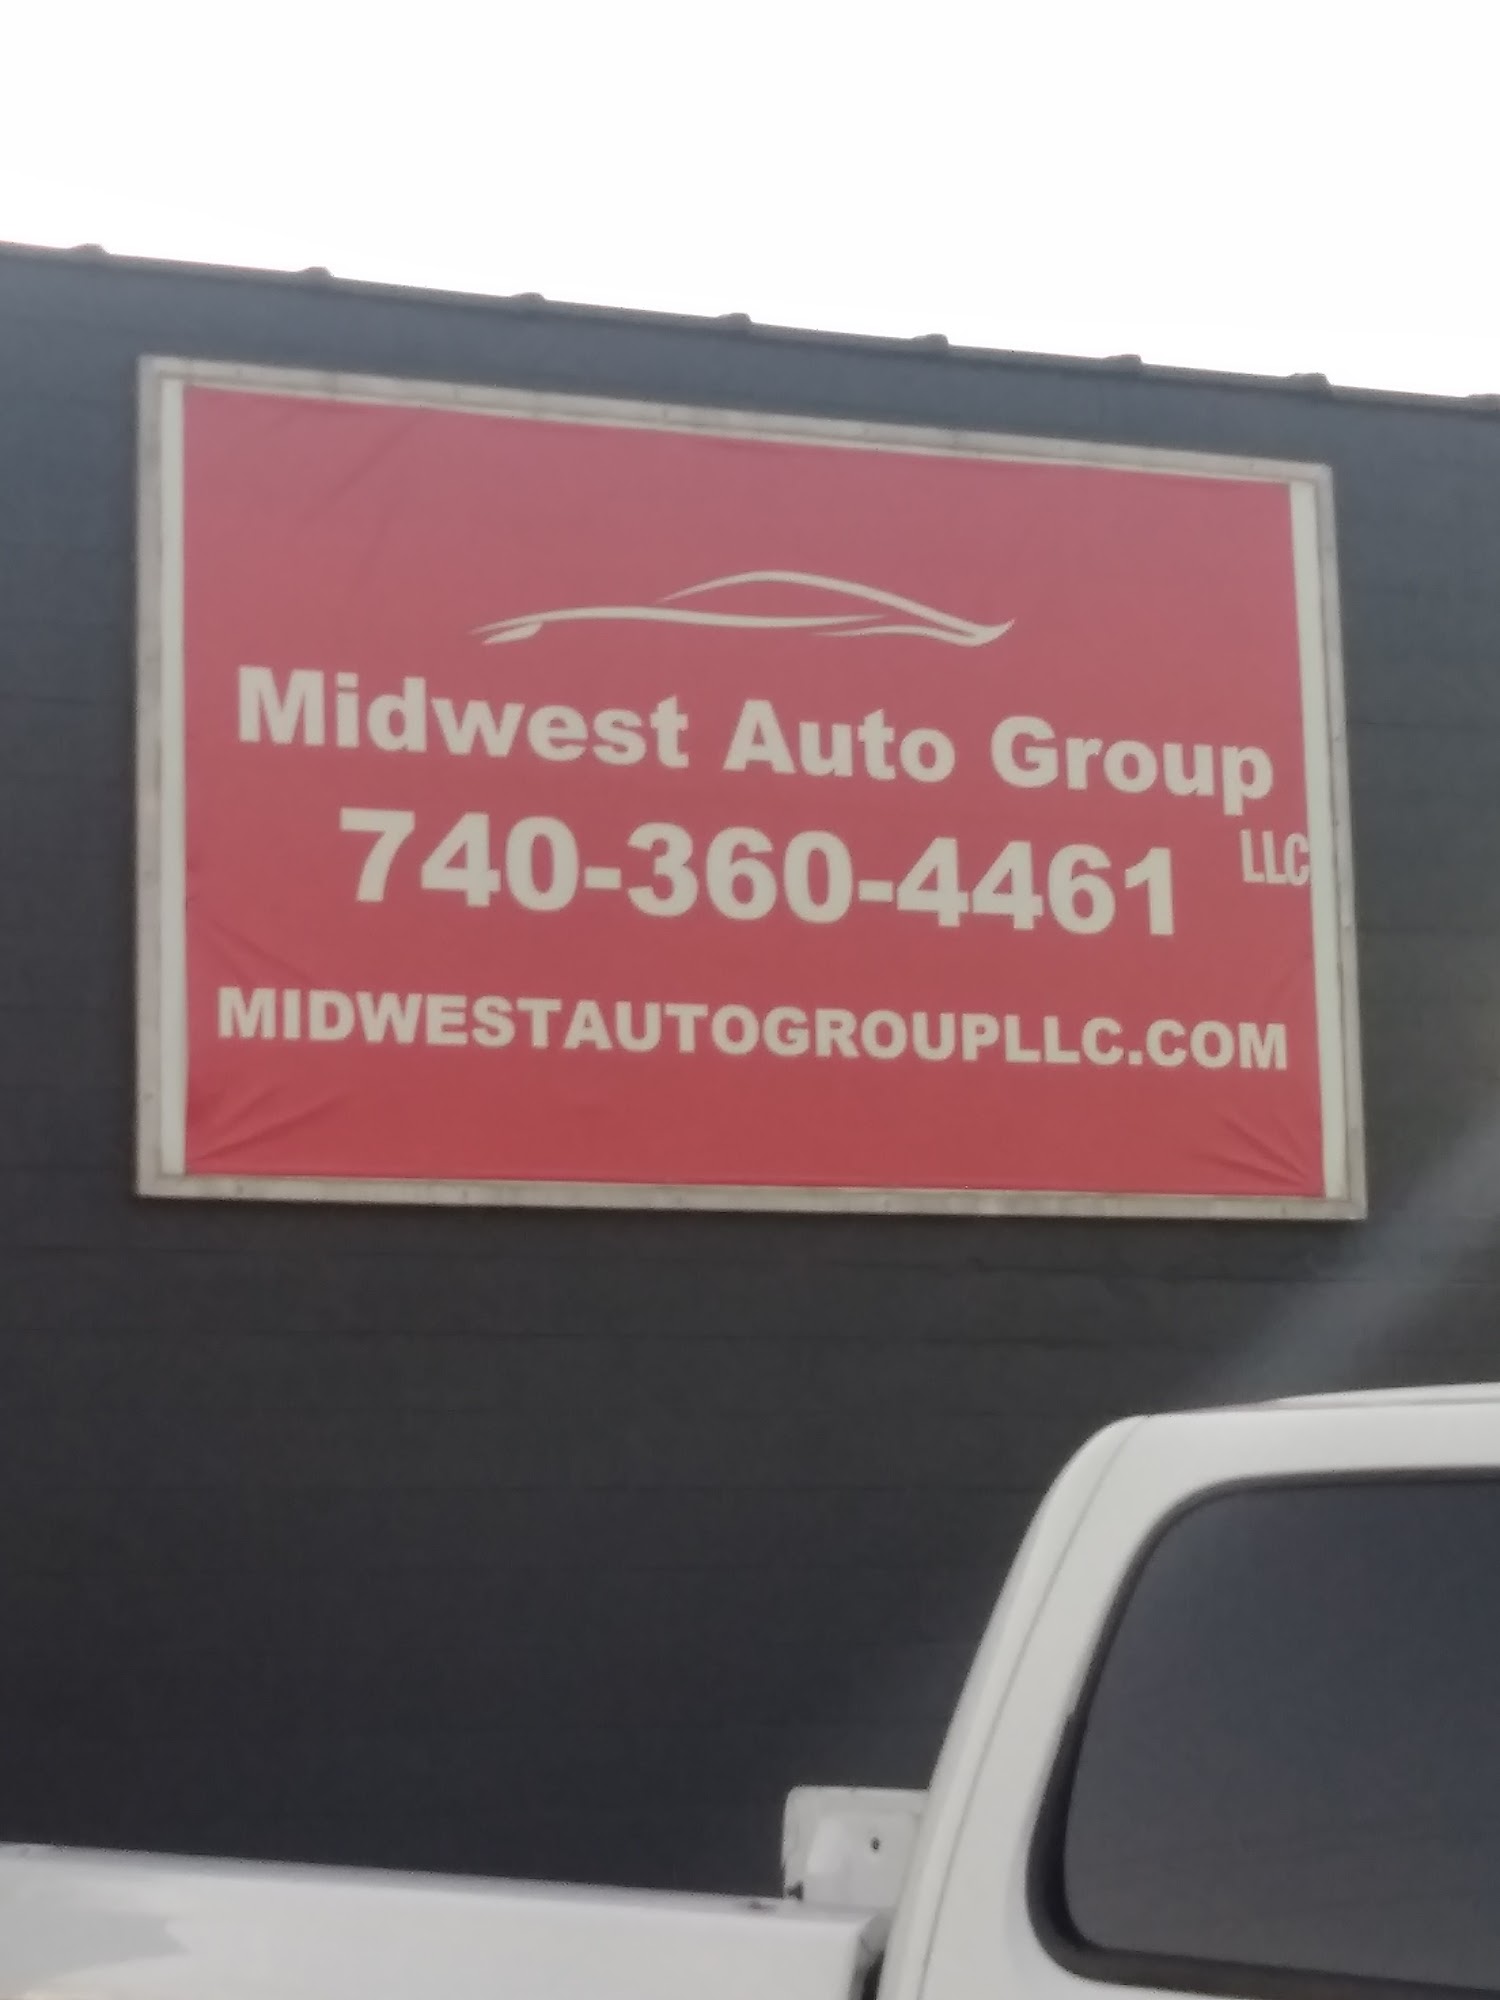 Midwest Auto Group
LLC
740-360-4461
MIDWESTAUTOGROUPLLC.COM